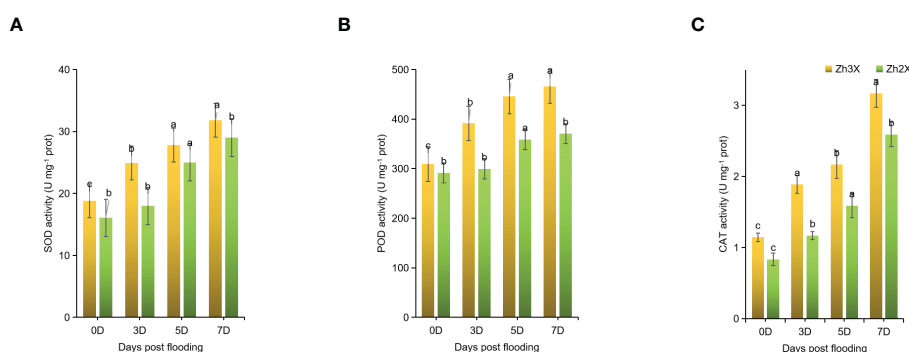 A
B
C
Zh3X Zh2X
SOD activity (U mg⁻¹ prot)
40
30
20
10
0
c b b b a a a b
0D 3D 5D 7D
Days post flooding
POD activity (U mg⁻¹ prot)
500
400
300
200
100
0
c b b b a a a b
0D 3D 5D 7D
Days post flooding
CAT activity (U mg⁻¹ prot)
3
2
1
0
c c a b b a a b
0D 3D 5D 7D
Days post flooding